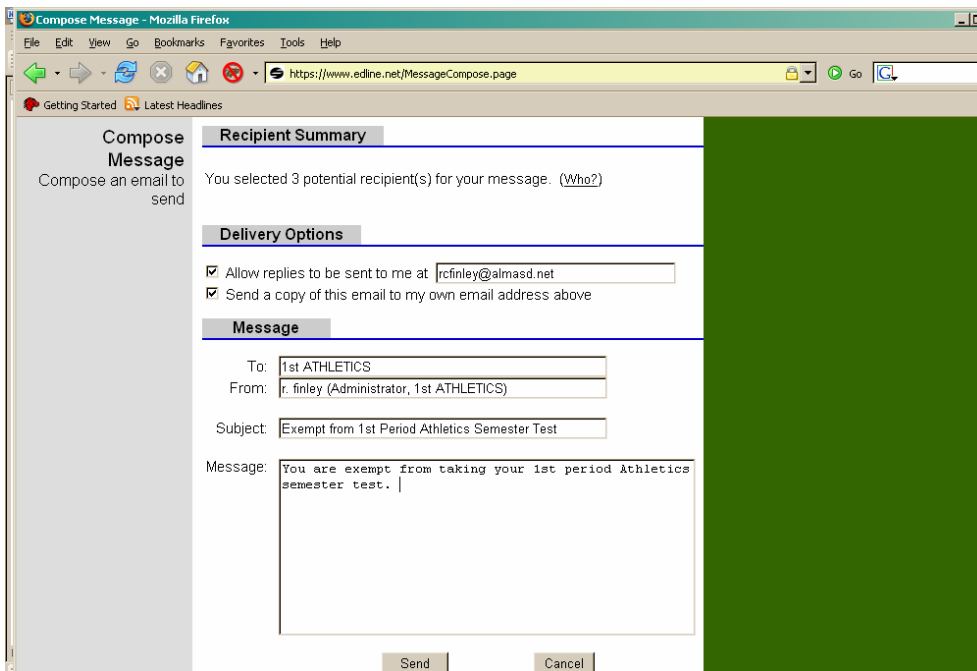 Compose Message - Mozilla Firefox
File Edit View Go Bookmarks Favorites Tools Help
https://www.edline.net/MessageCompose.page
Go
G
Getting Started Latest Headlines
Compose
Message
Compose an email to
send
Recipient Summary
You selected 3 potential recipient(s) for your message. (Who?)
Delivery Options
Allow replies to be sent to me at rcfinley@almasd.net
Send a copy of this email to my own email address above
Message
To: 1st ATHLETICS
From: r. finley (Administrator, 1st ATHLETICS)
Subject: Exempt from 1st Period Athletics Semester Test
Message: You are exempt from taking your 1st period Athletics
semester test.
Send Cancel